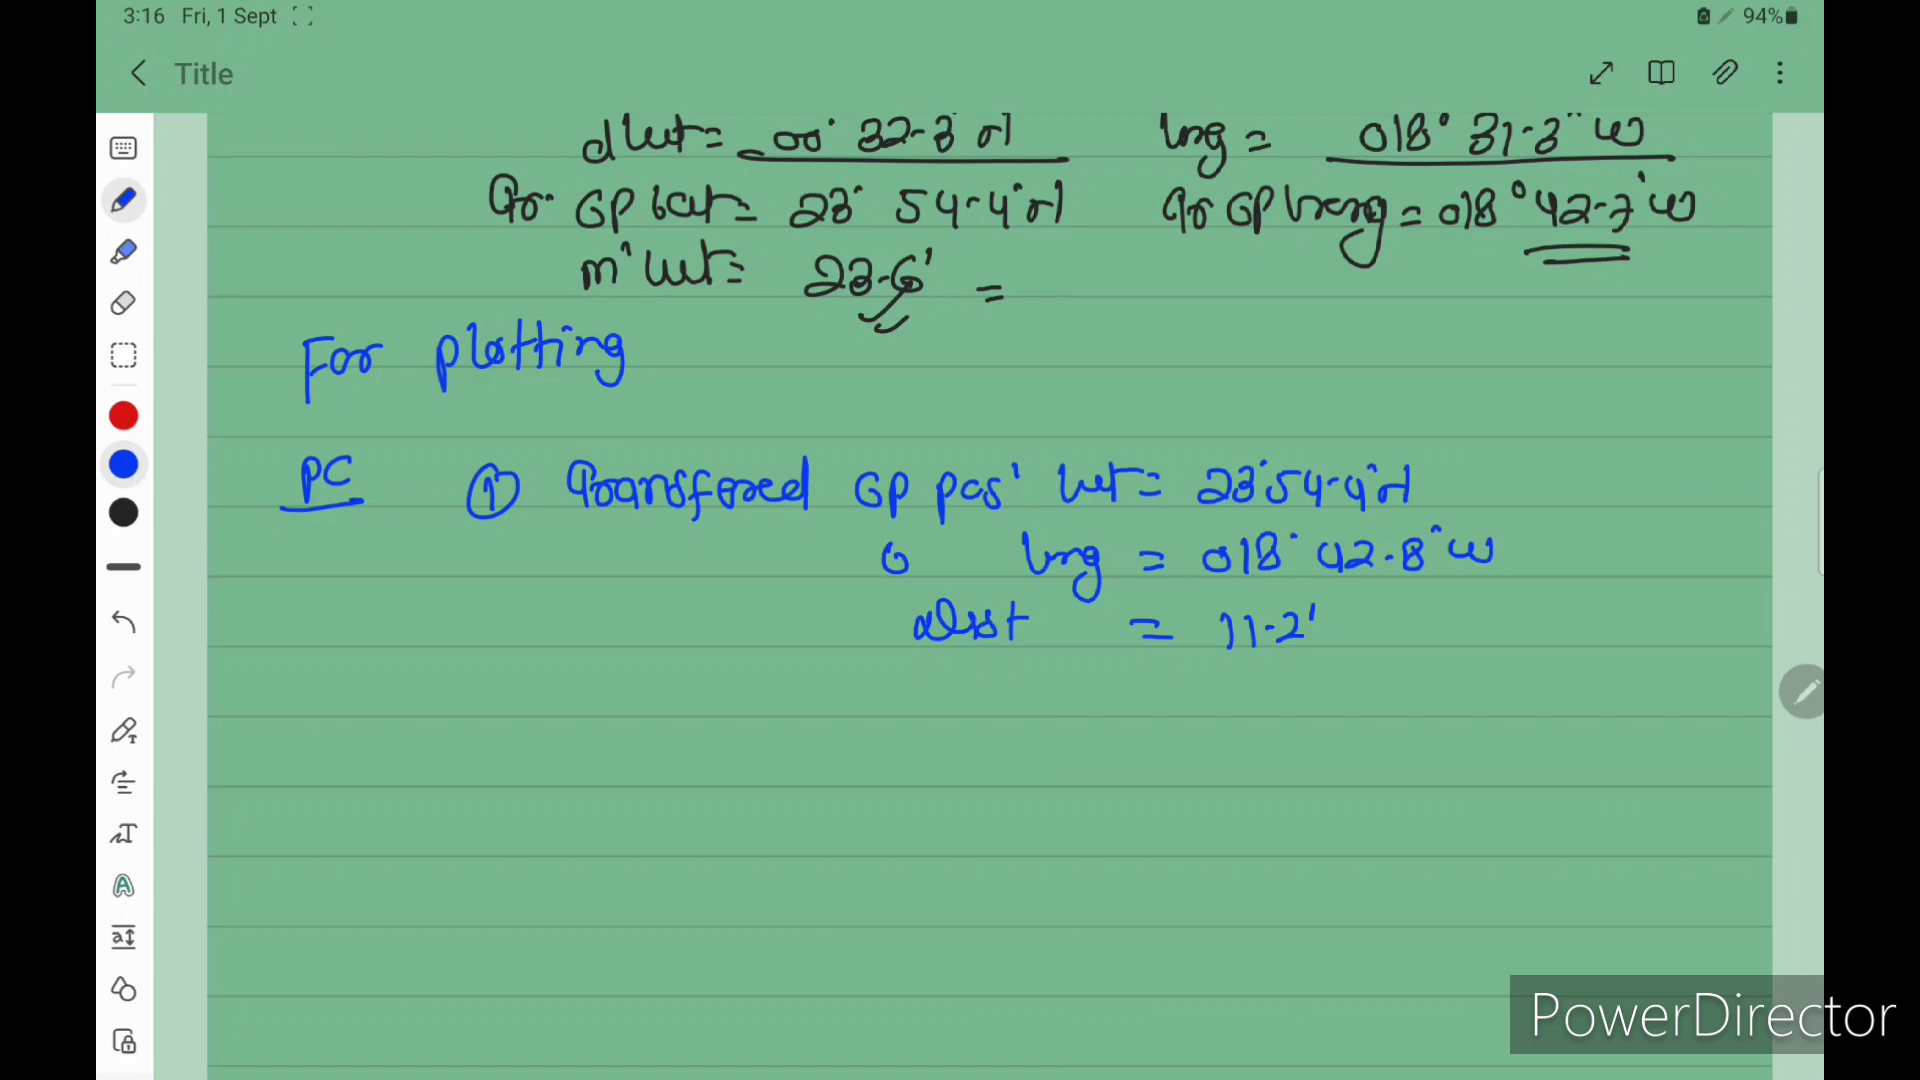 3:16 Fri, 1 Sept 94%
Title
dlat = 00° 32.3' N long = 018° 31.3' W
Tr GP lat = 23° 54.4' N Tr GP long = 018° 42.7' W
m' lat = 23.6' =
For plotting
PC ① Transferred GP pos' lat = 23° 54.4' N
long = 018° 42.8' W
Dist = 11.2'
PowerDirector